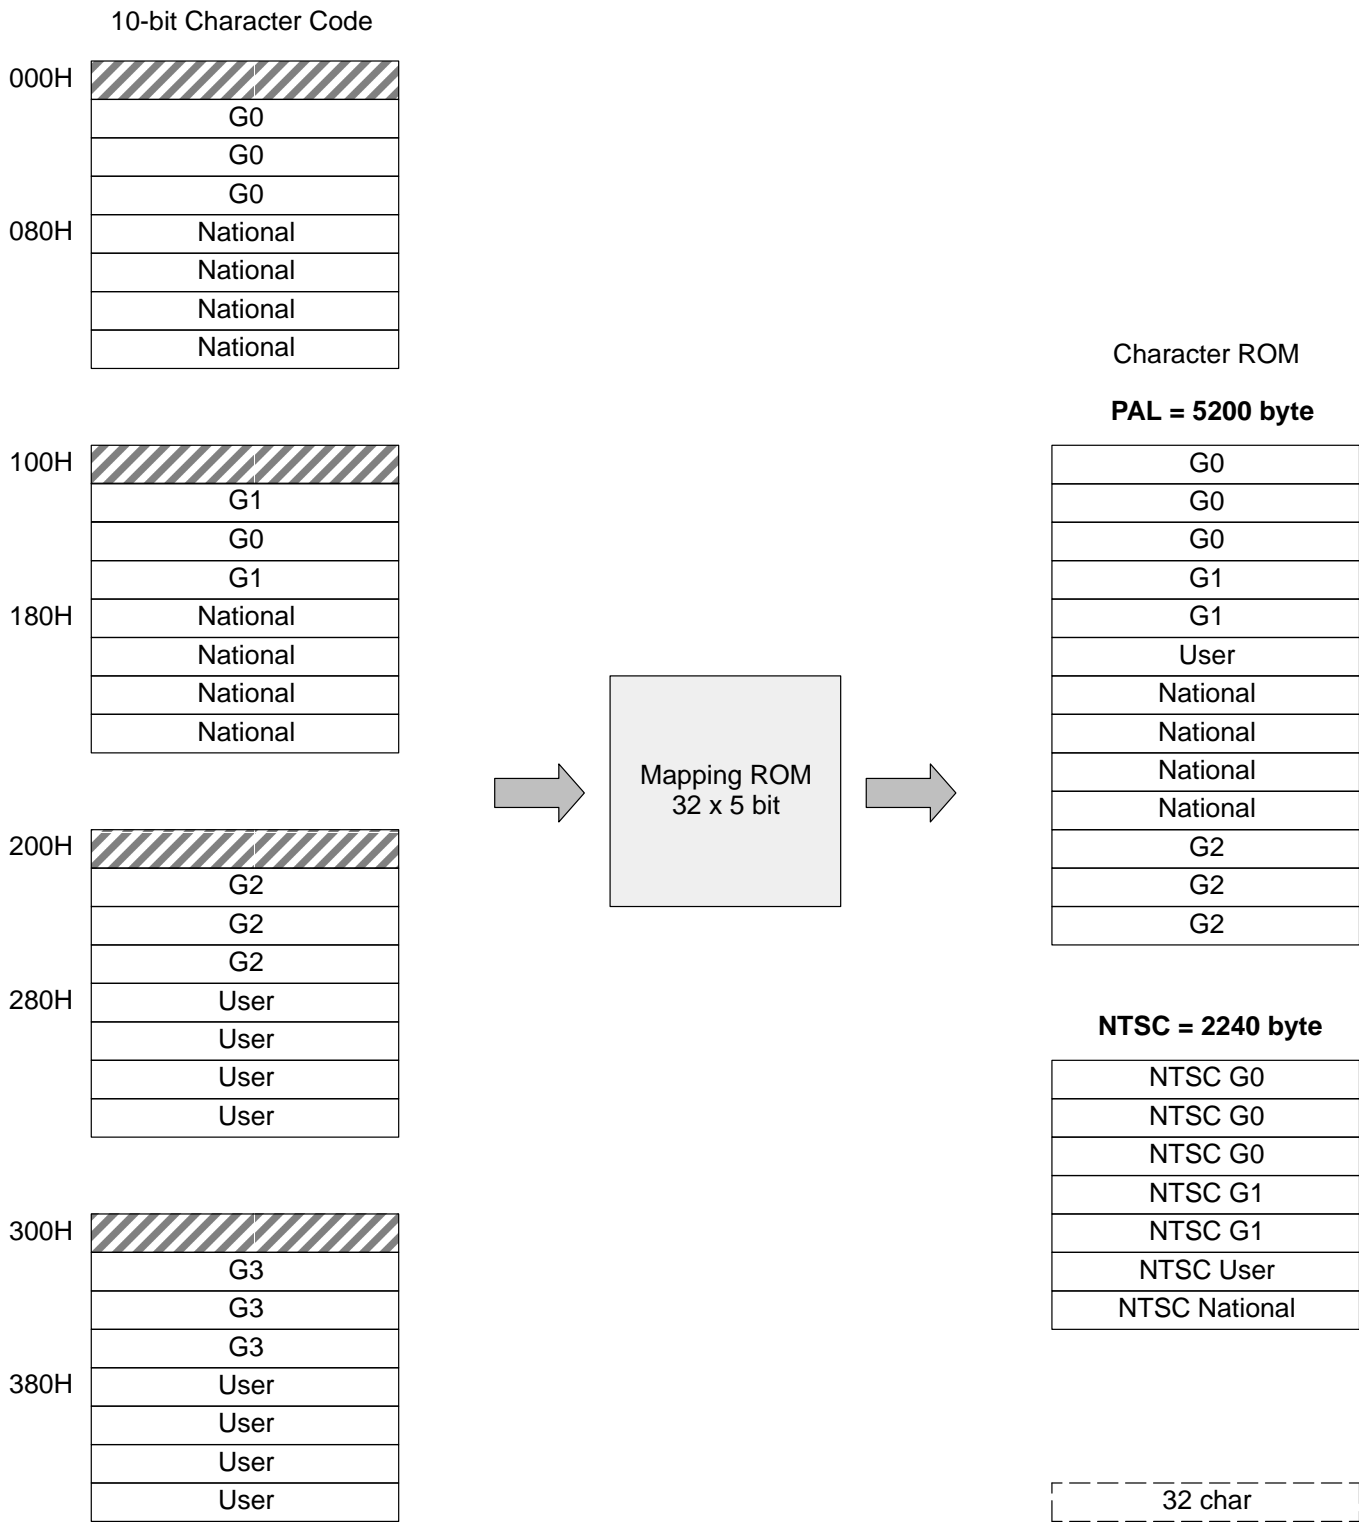 10-bit Character Code
000H
G0
G0
G0
080H
National
National
National
National
100H
G1
G0
G1
180H
National
National
National
National
200H
G2
G2
G2
280H
User
User
User
User
300H
G3
G3
G3
380H
User
User
User
User
Mapping ROM
32 x 5 bit
Character ROM
PAL = 5200 byte
G0
G0
G0
G1
G1
User
National
National
National
National
G2
G2
G2
NTSC = 2240 byte
NTSC G0
NTSC G0
NTSC G0
NTSC G1
NTSC G1
NTSC User
NTSC National
32 char